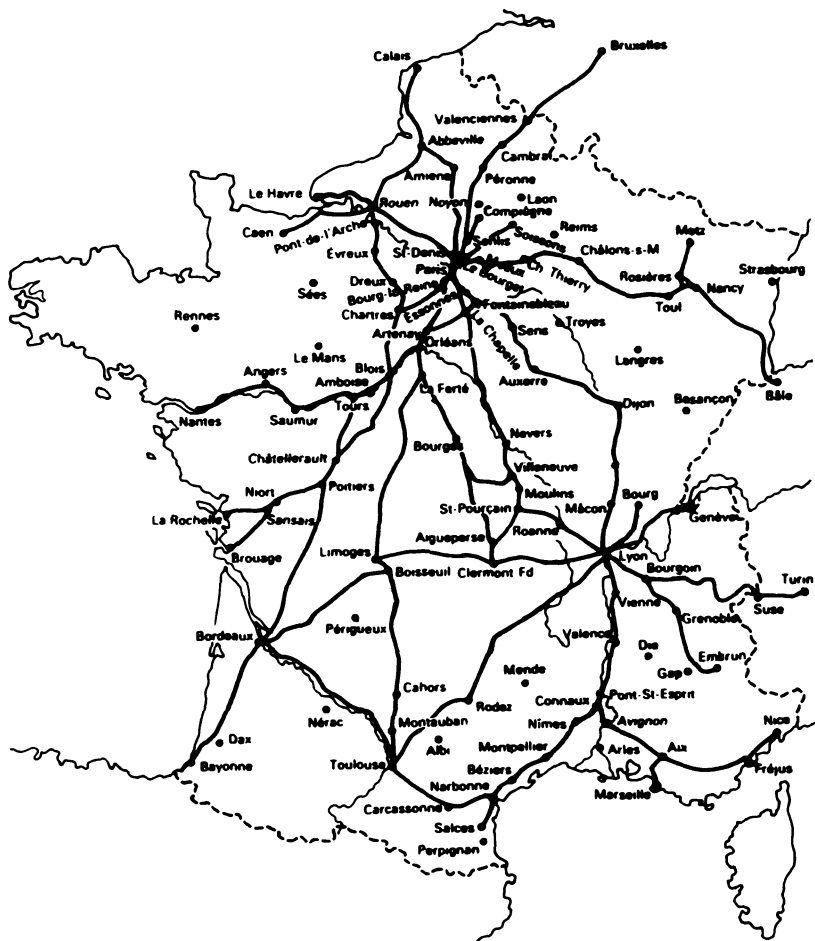 Calais
Bruxelles
Valenciennes
Abbeville
Cambrai
Amiens
Péronne
Le Havre
Rouen
Noyon
Laon
Compiègne
Caen
Pont-de-l'Arche
Soissons
Reims
Metz
Évreux
St-Denis
Senlis
Châlons-s-M
Meaux
Le Bourget
Ch Thierry
Rosières
Strasbourg
Paris
Sées
Dreux
Bourg-la-Reine
Nancy
Toul
Rennes
Chartres
Essonnes
Fontainebleau
Troyes
Artenay
Orléans
La Chapelle
Sens
Le Mans
Langres
Angers
Blois
Amboise
La Ferté
Auxerre
Bâle
Tours
Dijon
Besançon
Nantes
Saumur
Bourges
Nevers
Châtellerault
Villeneuve
Niort
Poitiers
Moulins
Bourg
La Rochelle
Sansais
St-Pourçain
Mâcon
Genève
Roanne
Aigueperse
Brouage
Limoges
Lyon
Boisseuil
Clermont Fd
Bourgoin
Turin
Vienne
Suse
Périgueux
Grenoble
Bordeaux
Valence
Die
Embrun
Mende
Gap
Cahors
Connaux
Pont-St-Esprit
Rodez
Nérac
Montauban
Nîmes
Avignon
Nice
Dax
Albi
Montpellier
Arles
Aix
Bayonne
Toulouse
Béziers
Fréjus
Narbonne
Marseille
Carcassonne
Salces
Perpignan